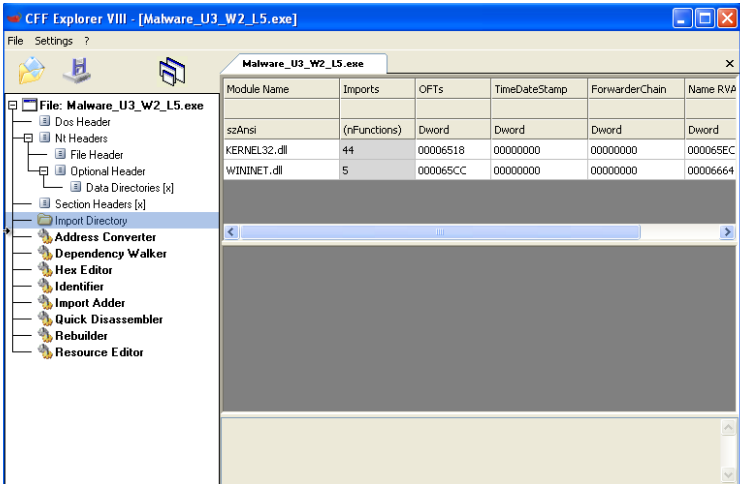 CFF Explorer VIII - [Malware_U3_W2_L5.exe]
File Settings ?
Malware_U3_W2_L5.exe
File: Malware_U3_W2_L5.exe
Dos Header
Nt Headers
File Header
Optional Header
Data Directories [x]
Section Headers [x]
Import Directory
Address Converter
Dependency Walker
Hex Editor
Identifier
Import Adder
Quick Disassembler
Rebuilder
Resource Editor
Module Name Imports OFTs TimeDateStamp ForwarderChain Name RVA
szAnsi (nFunctions) Dword Dword Dword Dword
KERNEL32.dll 44 00006518 00000000 00000000 000065EC
WININET.dll 5 000065CC 00000000 00000000 00006664